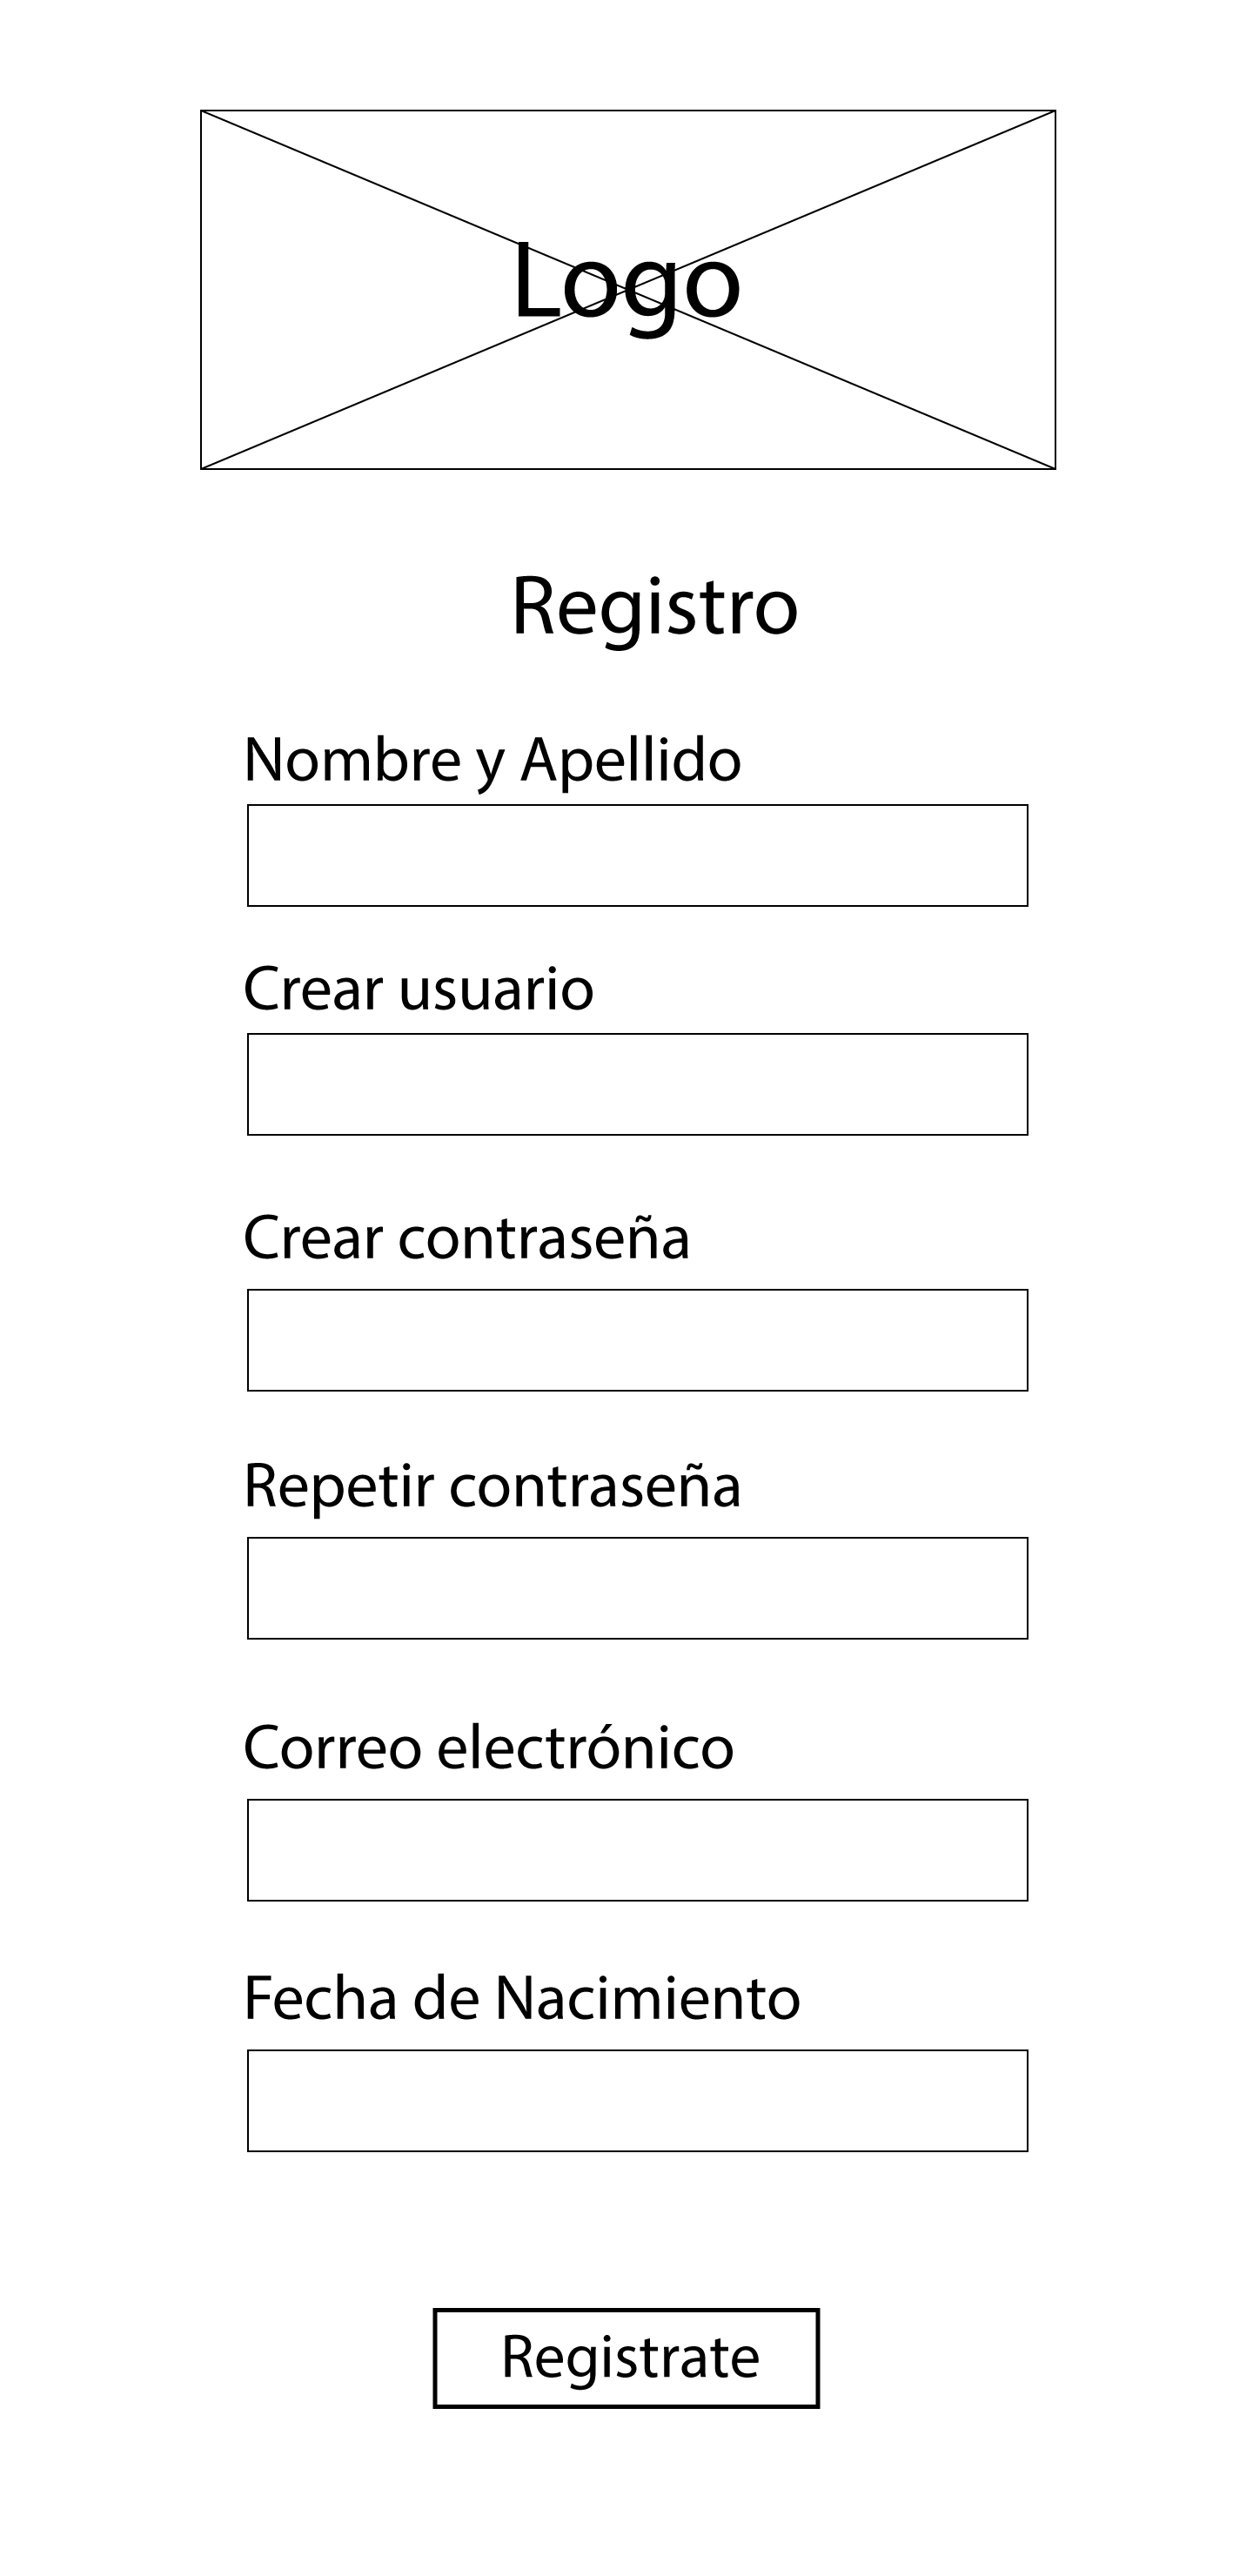 Logo
Registro
Nombre y Apellido
Crear usuario
Crear contraseña
Repetir contraseña
Correo electrónico
Fecha de Nacimiento
Registrate